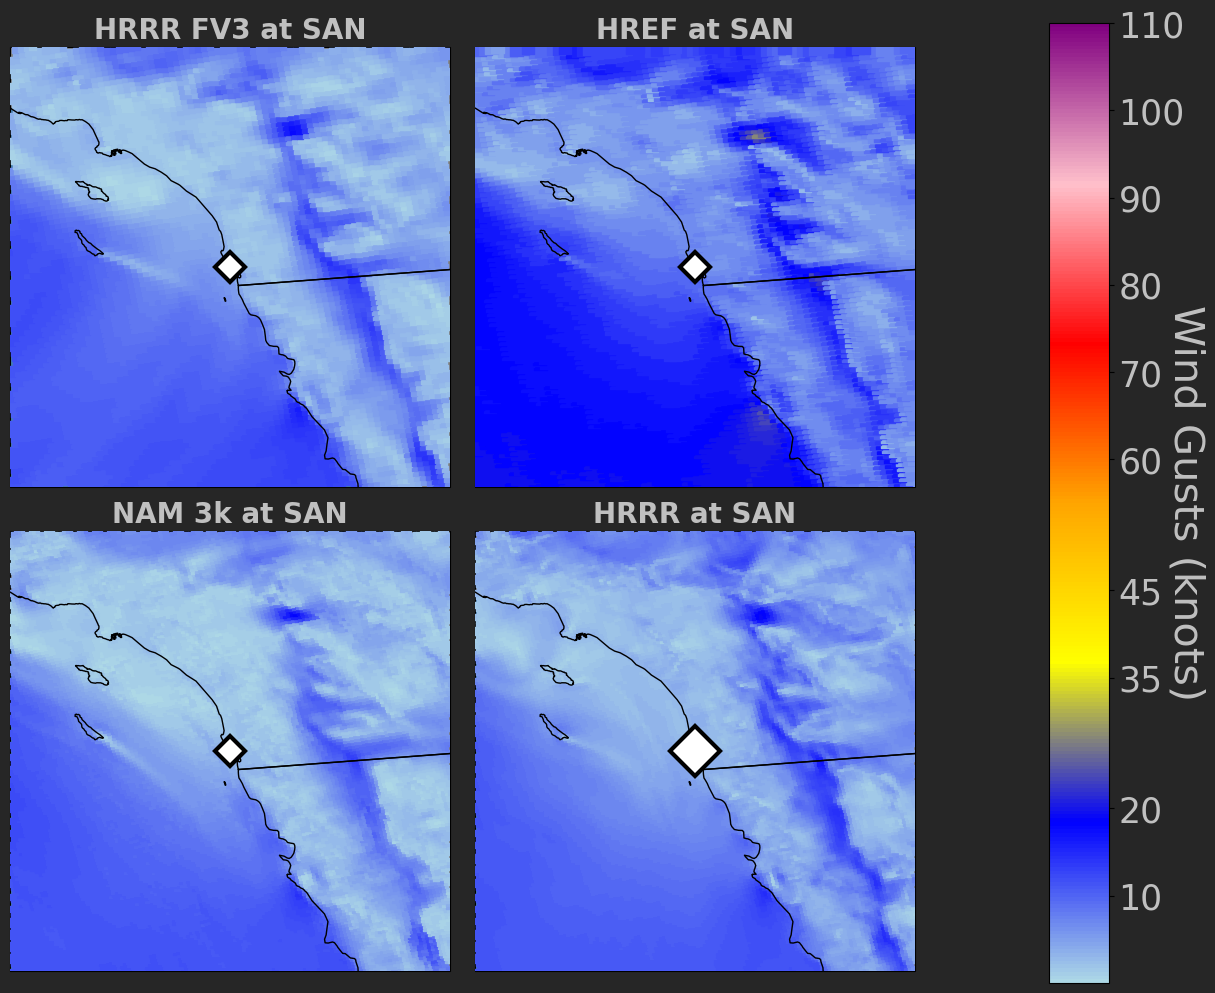 HRRR FV3 at SAN
HREF at SAN
NAM 3k at SAN
HRRR at SAN
110
100
90
80
70
60
45
35
20
10
Wind Gusts (knots)